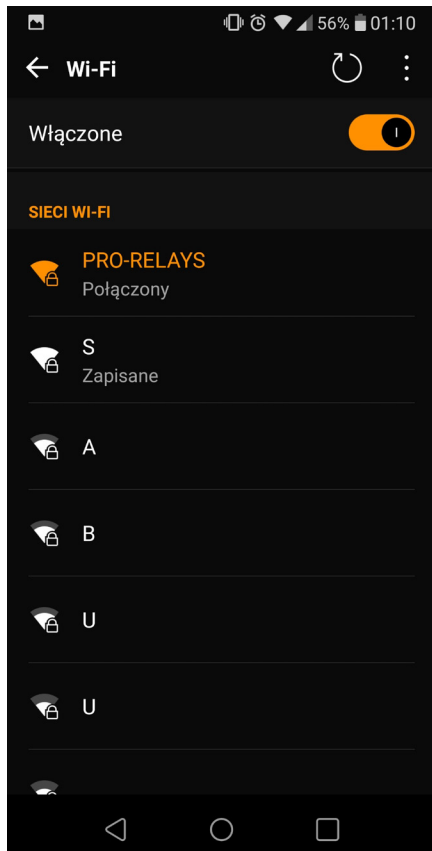 56% 01:10
Wi-Fi
Włączone
SIECI WI-FI
PRO-RELAYS
Połączony
S
Zapisane
A
B
U
U